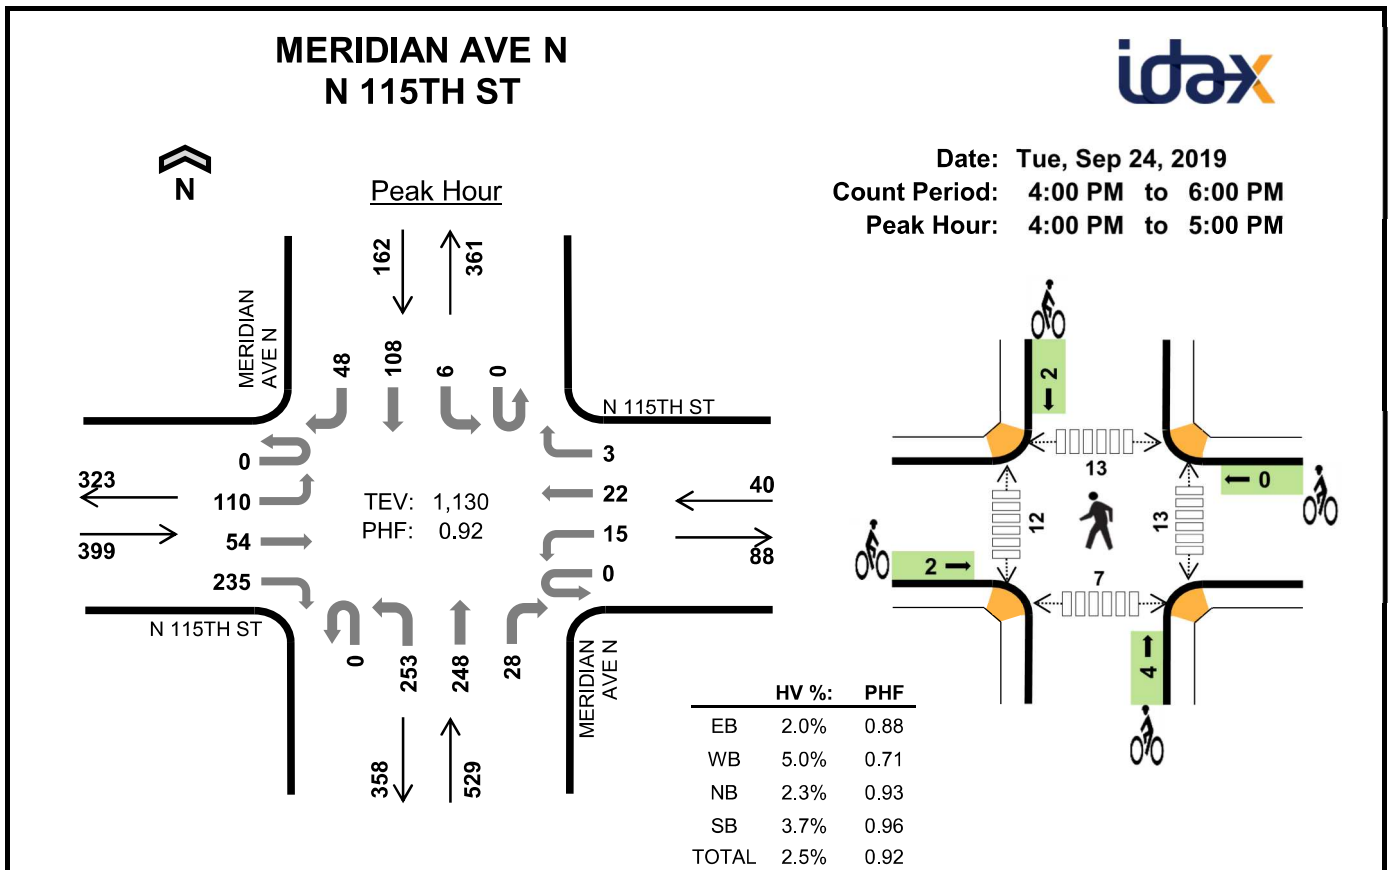 MERIDIAN AVE N
N 115TH ST
idax
N
Date: Tue, Sep 24, 2019
Count Period: 4:00 PM to 6:00 PM
Peak Hour: 4:00 PM to 5:00 PM
Peak Hour
162
361
MERIDIAN
AVE N
48
108
6
0
N 115TH ST
0
3
323
110
22
40
TEV: 1,130
PHF: 0.92
399
54
15
88
235
0
N 115TH ST
0
253
248
28
MERIDIAN
AVE N
358
529
2
13
0
12
13
2
7
4
HV %: PHF
EB 2.0% 0.88
WB 5.0% 0.71
NB 2.3% 0.93
SB 3.7% 0.96
TOTAL 2.5% 0.92